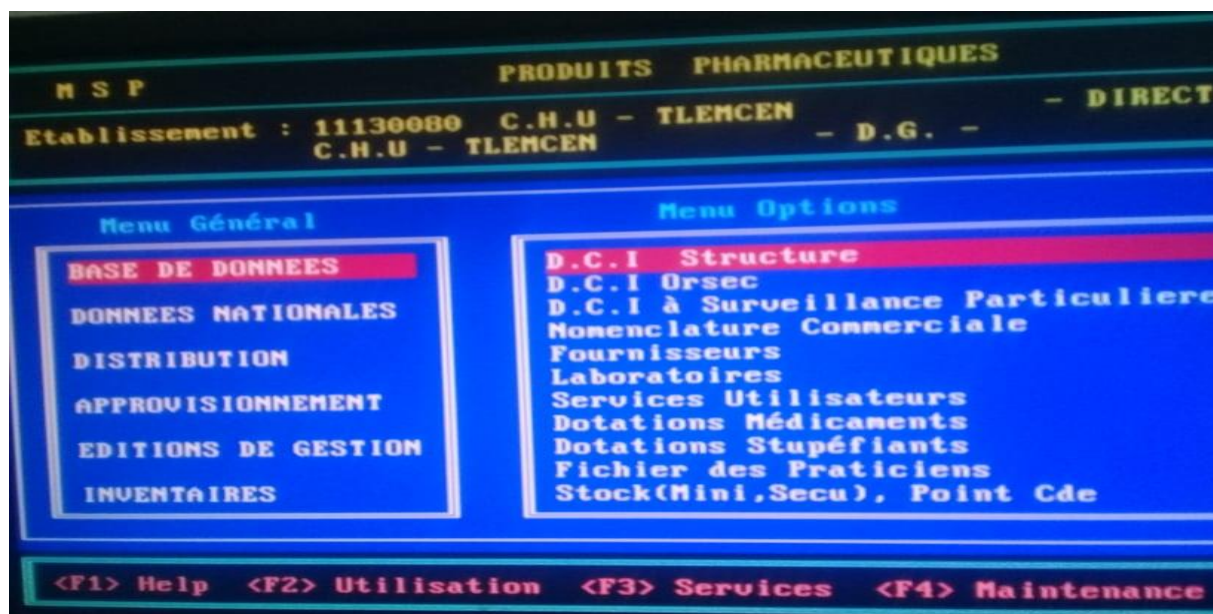 M S P PRODUITS PHARMACEUTIQUES
Etablissement : 11130080 C.H.U - TLEMCEN - DIRECT
C.H.U - TLEMCEN - D.G. -
Menu Général
BASE DE DONNEES
DONNEES NATIONALES
DISTRIBUTION
APPROVISIONNEMENT
EDITIONS DE GESTION
INVENTAIRES
Menu Options
D.C.I Structure
D.C.I Orsec
D.C.I à Surveillance Particuliere
Nomenclature Commerciale
Fournisseurs
Laboratoires
Services Utilisateurs
Dotations Médicaments
Dotations Stupéfiants
Fichier des Praticiens
Stock(Mini,Secu), Point Cde
<F1> Help <F2> Utilisation <F3> Services <F4> Maintenance